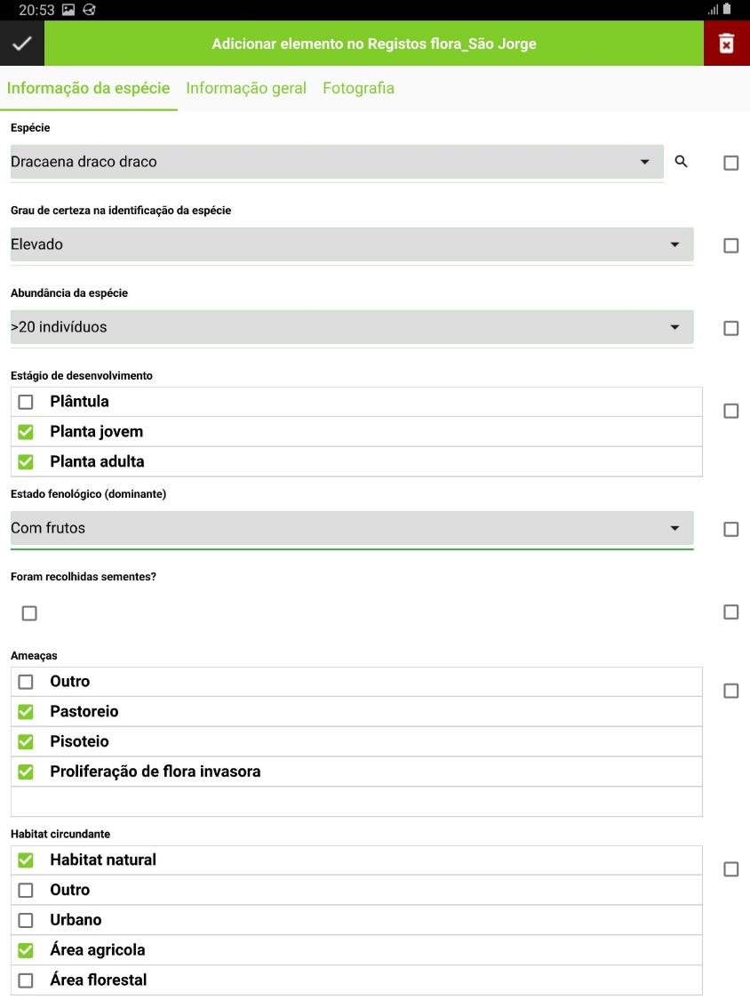 20:53
Adicionar elemento no Registos flora_São Jorge
Informação da espécie Informação geral Fotografia
Espécie
Dracaena draco draco
Grau de certeza na identificação da espécie
Elevado
Abundância da espécie
>20 indivíduos
Estágio de desenvolvimento
Plântula
Planta jovem
Planta adulta
Estado fenológico (dominante)
Com frutos
Foram recolhidas sementes?
Ameaças
Outro
Pastoreio
Pisoteio
Proliferação de flora invasora
Habitat circundante
Habitat natural
Outro
Urbano
Área agricola
Área florestal